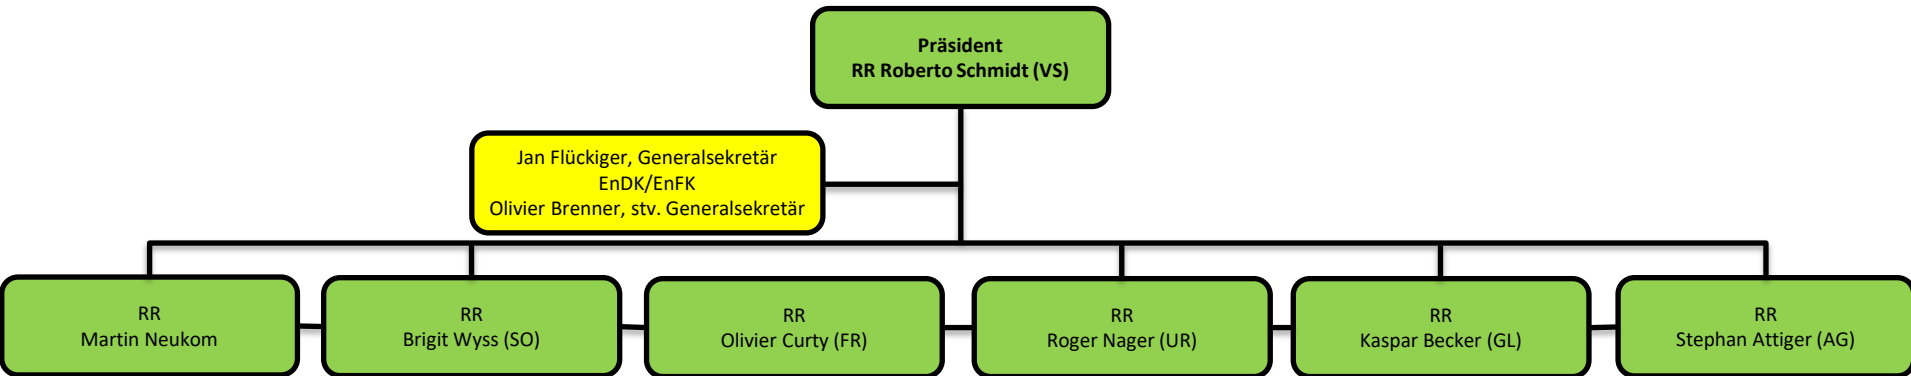 Präsident
RR Roberto Schmidt (VS)
Jan Flückiger, Generalsekretär
EnDK/EnFK
Olivier Brenner, stv. Generalsekretär
RR
Martin Neukom
RR
Brigit Wyss (SO)
RR
Olivier Curty (FR)
RR
Roger Nager (UR)
RR
Kaspar Becker (GL)
RR
Stephan Attiger (AG)